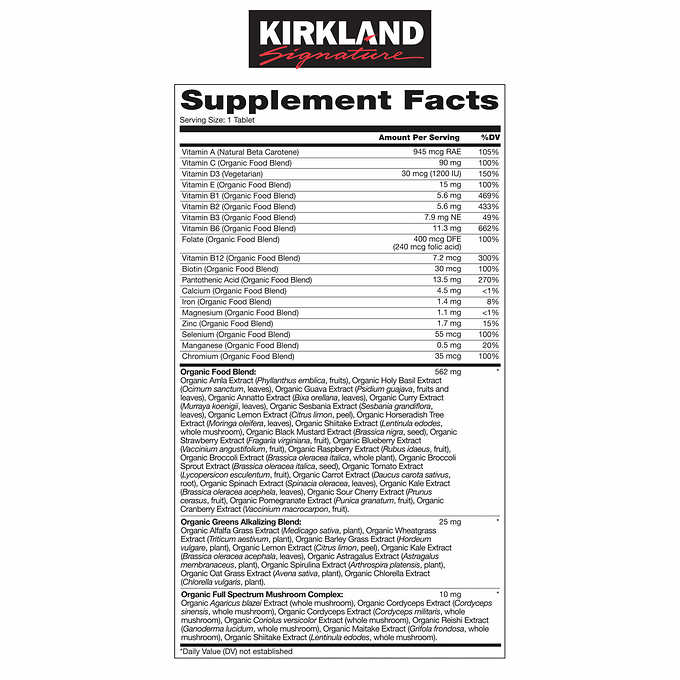 KIRKLAND
Signature
Supplement Facts
Serving Size: 1 Tablet
Amount Per Serving %DV
Vitamin A (Natural Beta Carotene) 945 mcg RAE 105%
Vitamin C (Organic Food Blend) 90 mg 100%
Vitamin D3 (Vegetarian) 30 mcg (1200 IU) 150%
Vitamin E (Organic Food Blend) 15 mg 100%
Vitamin B1 (Organic Food Blend) 5.6 mg 469%
Vitamin B2 (Organic Food Blend) 5.6 mg 433%
Vitamin B3 (Organic Food Blend) 7.9 mg NE 49%
Vitamin B6 (Organic Food Blend) 11.3 mg 662%
Folate (Organic Food Blend) 400 mcg DFE 100%
(240 mcg folic acid)
Vitamin B12 (Organic Food Blend) 7.2 mcg 300%
Biotin (Organic Food Blend) 30 mcg 100%
Pantothenic Acid (Organic Food Blend) 13.5 mg 270%
Calcium (Organic Food Blend) 4.5 mg <1%
Iron (Organic Food Blend) 1.4 mg 8%
Magnesium (Organic Food Blend) 1.1 mg <1%
Zinc (Organic Food Blend) 1.7 mg 15%
Selenium (Organic Food Blend) 55 mcg 100%
Manganese (Organic Food Blend) 0.5 mg 20%
Chromium (Organic Food Blend) 35 mcg 100%
Organic Food Blend: 562 mg *
Organic Amla Extract (Phyllanthus emblica, fruits), Organic Holy Basil Extract
(Ocimum sanctum, leaves), Organic Guava Extract (Psidium guajava, fruits and
leaves), Organic Annatto Extract (Bixa orellana, leaves), Organic Curry Extract
(Murraya koenigii, leaves), Organic Sesbania Extract (Sesbania grandiflora,
leaves), Organic Lemon Extract (Citrus limon, peel), Organic Horseradish Tree
Extract (Moringa oleifera, leaves), Organic Shiitake Extract (Lentinula edodes,
whole mushroom), Organic Black Mustard Extract (Brassica nigra, seed), Organic
Strawberry Extract (Fragaria virginiana, fruit), Organic Blueberry Extract
(Vaccinium angustifolium, fruit), Organic Raspberry Extract (Rubus idaeus, fruit),
Organic Broccoli Extract (Brassica oleracea italica, whole plant), Organic Broccoli
Sprout Extract (Brassica oleracea italica, seed), Organic Tomato Extract
(Lycopersicon esculentum, fruit), Organic Carrot Extract (Daucus carota sativus,
root), Organic Spinach Extract (Spinacia oleracea, leaves), Organic Kale Extract
(Brassica oleracea acephela, leaves), Organic Sour Cherry Extract (Prunus
cerasus, fruit), Organic Pomegranate Extract (Punica granatum, fruit), Organic
Cranberry Extract (Vaccinium macrocarpon, fruit).
Organic Greens Alkalizing Blend: 25 mg *
Organic Alfalfa Grass Extract (Medicago sativa, plant), Organic Wheatgrass
Extract (Triticum aestivum, plant), Organic Barley Grass Extract (Hordeum
vulgare, plant), Organic Lemon Extract (Citrus limon, peel), Organic Kale Extract
(Brassica oleracea acephala, leaves), Organic Astragalus Extract (Astragalus
membranaceus, plant), Organic Spirulina Extract (Arthrospira platensis, plant),
Organic Oat Grass Extract (Avena sativa, plant), Organic Chlorella Extract
(Chlorella vulgaris, plant).
Organic Full Spectrum Mushroom Complex: 10 mg *
Organic Agaricus blazei Extract (whole mushroom), Organic Cordyceps Extract (Cordyceps
sinensis, whole mushroom), Organic Cordyceps Extract (Cordyceps militaris, whole
mushroom), Organic Coriolus versicolor Extract (whole mushroom), Organic Reishi Extract
(Ganoderma lucidum, whole mushroom), Organic Maitake Extract (Grifola frondosa, whole
mushroom), Organic Shiitake Extract (Lentinula edodes, whole mushroom).
*Daily Value (DV) not established